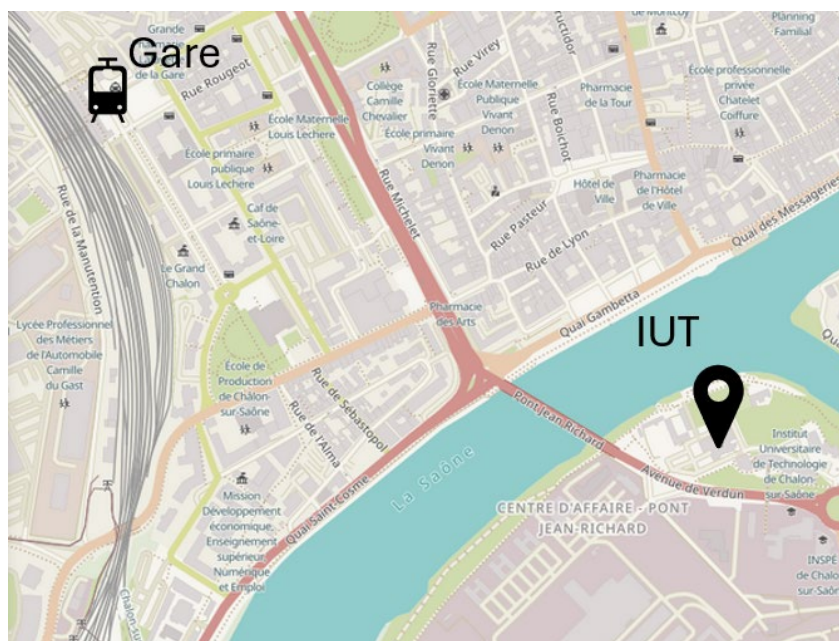 Grande
Pharmacie
de la Gare
Gare
Rue Rougeot
École Maternelle
Louis Lechere
École primaire
publique
Louis Lechere
Caf de
Saône-
et-Loire
Le Grand
Chalon
Rue de la Manutention
Lycée Professionnel
des Métiers
de l'Automobile
Camille
du Gast
École de
Production
de Châlon-
sur-Saône
Rue de Sébastopol
Rue de l'Alma
Mission
Développement
économique,
Enseignement
supérieur,
Numérique
et Emploi
Quai Saint-Cosme
La Saône
Chalon-sur
Collège
Camille
Chevalier
Rue Gloriette
Rue Virey
École Maternelle
Publique
Vivant
Denon
École primaire
Vivant
Denon
Rue Boichot
Rue Michelet
Rue Pasteur
Rue de Lyon
Pharmacie
des Arts
de Montcoy
Planning
Familial
Pharmacie
de la Tour
École professionnelle
privée
Chatelet
Coiffure
Hôtel de
Ville
Pharmacie
de l'Hôtel
de Ville
Quai des Messageries
Quai Gambetta
IUT
Pont Jean Richard
Avenue de Verdun
Institut
Universitaire
de Technologie
de Chalon-
sur-Saône
CENTRE D'AFFAIRE - PONT
JEAN-RICHARD
INSPÉ
de Chalon-
sur-Saône